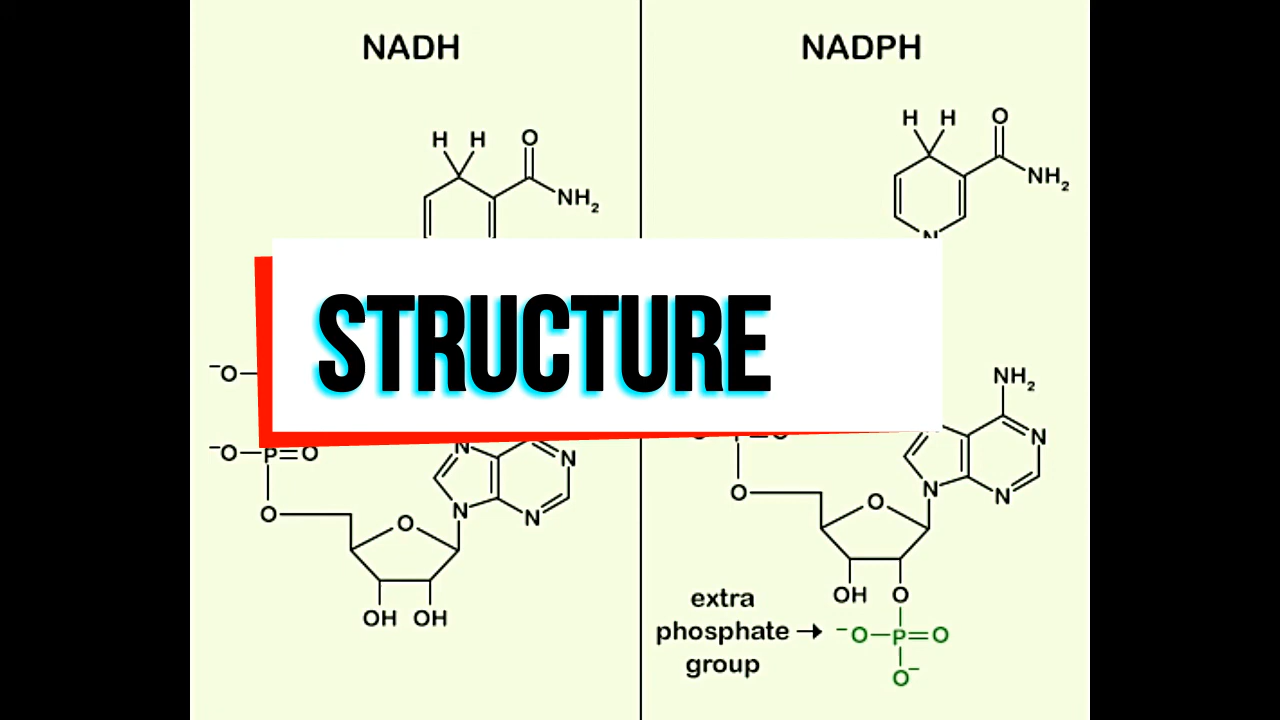 NADH
NADPH
H H O
NH₂
H H O
NH₂
N
STRUCTURE
⁻O
NH₂
⁻O P O
N N
N N
O
O
OH OH
N
N N
O
O
OH O
extra
phosphate →
group
⁻O P O
O⁻